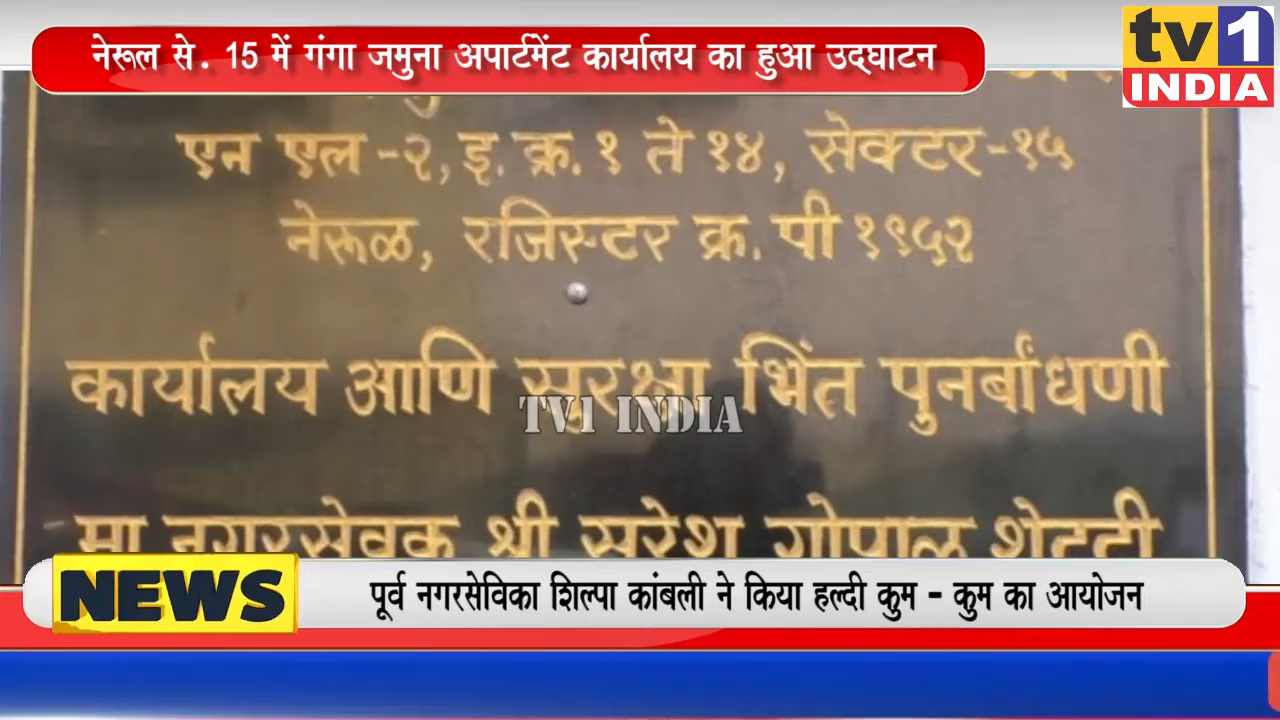 नेरूल से. 15 में गंगा जमुना अपार्टमेंट कार्यालय का हुआ उदघाटन
tv1
INDIA
एन एल -२, इ. क्र. १ ते १४, सेक्टर-१५
नेरूळ, रजिस्टर क्र. पी १९५२
कार्यालय आणि सुरक्षा भिंत पुनर्बांधणी
TV1 INDIA
मा नगरसेवक श्री सुरेश गोपाळ शेट्टी
NEWS
पूर्व नगरसेविका शिल्पा कांबली ने किया हल्दी कुम - कुम का आयोजन